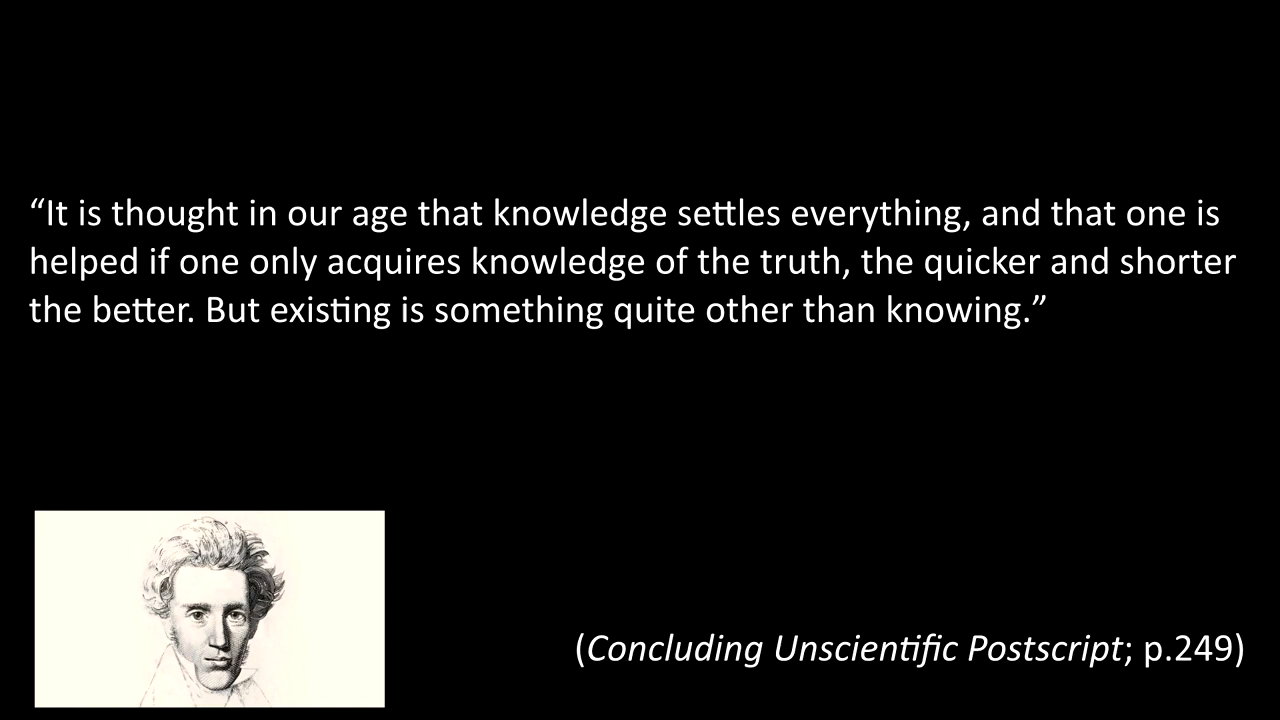 “It is thought in our age that knowledge settles everything, and that one is
helped if one only acquires knowledge of the truth, the quicker and shorter
the better. But existing is something quite other than knowing.”
(Concluding Unscientific Postscript; p.249)